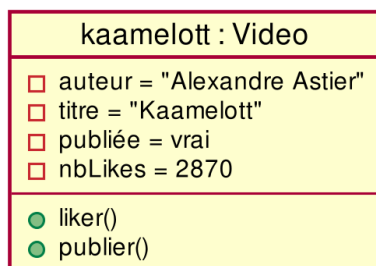 kaamelott : Video
auteur = "Alexandre Astier"
titre = "Kaamelott"
publiée = vrai
nbLikes = 2870
liker()
publier()